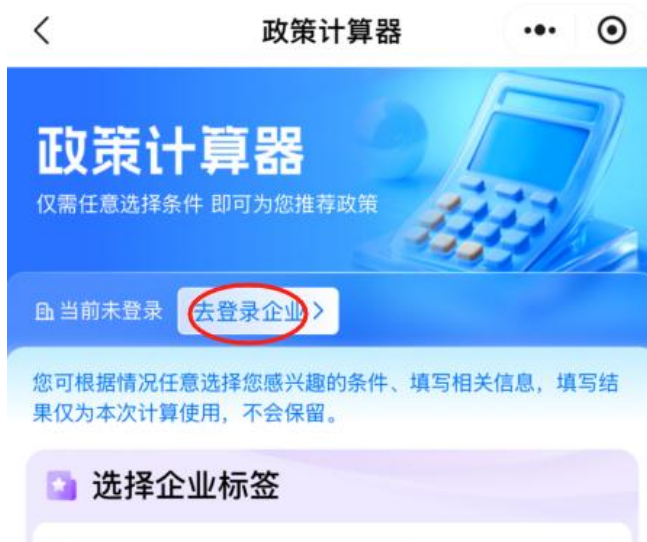 政策计算器
政策计算器
仅需任意选择条件 即可为您推荐政策
当前未登录 去登录企业 >
您可根据情况任意选择您感兴趣的条件、填写相关信息，填写结
果仅为本次计算使用，不会保留。
选择企业标签